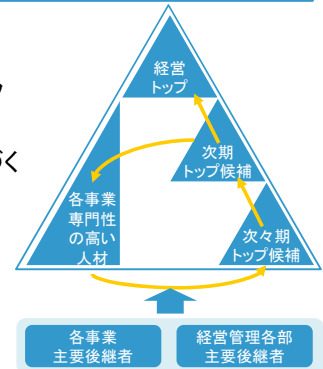 経営
トップ
次期
トップ候補
各事業
専門性
の高い
人材
次々期
トップ候補
各事業
主要後継者
経営管理各部
主要後継者